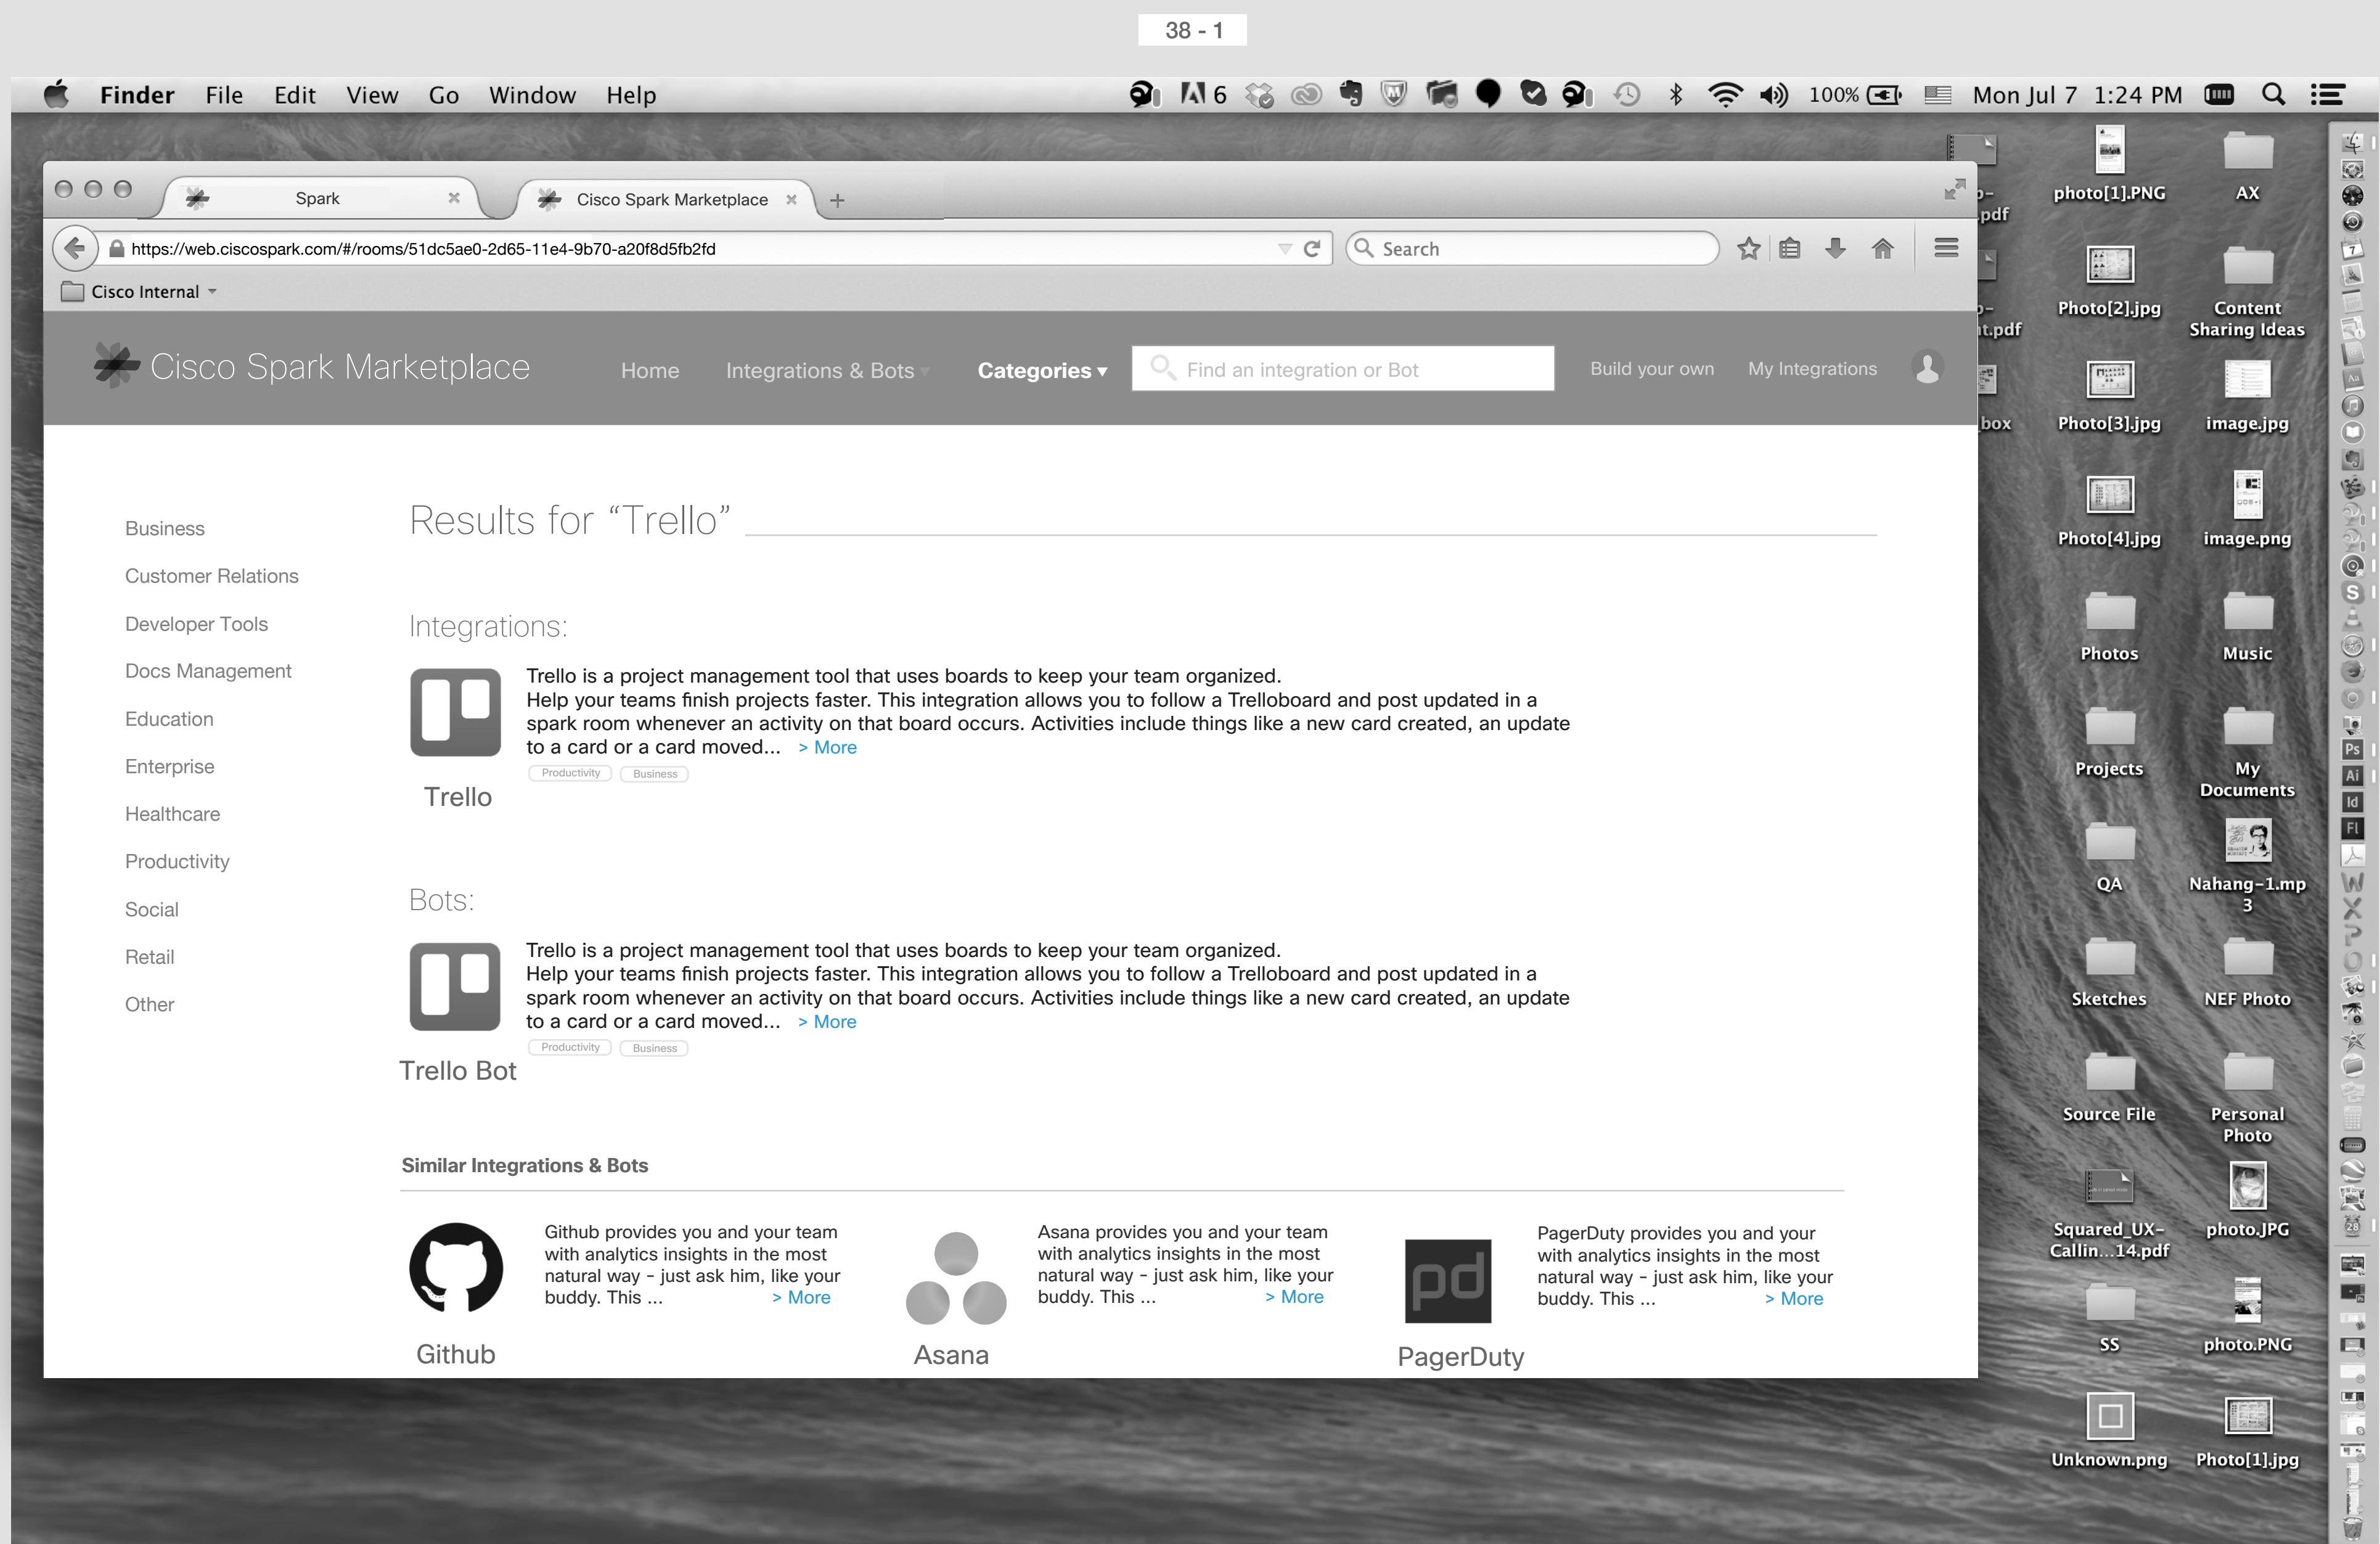 38 - 1
Finder File Edit View Go Window Help
6 100% Mon Jul 7 1:24 PM
Spark
Cisco Spark Marketplace
https://web.ciscospark.com/#/rooms/51dc5ae0-2d65-11e4-9b70-a20f8d5fb2fd
Search
Cisco Internal
Cisco Spark Marketplace
Home
Integrations & Bots
Categories
Find an integration or Bot
Build your own
My Integrations
Business
Customer Relations
Developer Tools
Docs Management
Education
Enterprise
Healthcare
Productivity
Social
Retail
Other
Results for “Trello”
Integrations:
Trello is a project management tool that uses boards to keep your team organized.
Help your teams finish projects faster. This integration allows you to follow a Trelloboard and post updated in a
spark room whenever an activity on that board occurs. Activities include things like a new card created, an update
to a card or a card moved... > More
Productivity Business
Trello
Bots:
Trello is a project management tool that uses boards to keep your team organized.
Help your teams finish projects faster. This integration allows you to follow a Trelloboard and post updated in a
spark room whenever an activity on that board occurs. Activities include things like a new card created, an update
to a card or a card moved... > More
Productivity Business
Trello Bot
Similar Integrations & Bots
Github provides you and your team
with analytics insights in the most
natural way - just ask him, like your
buddy. This ... > More
Github
Asana provides you and your team
with analytics insights in the most
natural way - just ask him, like your
buddy. This ... > More
Asana
pd
PagerDuty provides you and your
with analytics insights in the most
natural way - just ask him, like your
buddy. This ... > More
PagerDuty
.pdf
t.pdf
box
photo[1].PNG
AX
Photo[2].jpg
Content
Sharing Ideas
Photo[3].jpg
image.jpg
Photo[4].jpg
image.png
Photos
Music
Projects
My
Documents
QA
Nahang-1.mp
3
Sketches
NEF Photo
Source File
Personal
Photo
Squared_UX-
Callin...14.pdf
photo.JPG
SS
photo.PNG
Unknown.png
Photo[1].jpg
7
Aa
S
Ps
Ai
Id
Fl
W
X
P
O
28